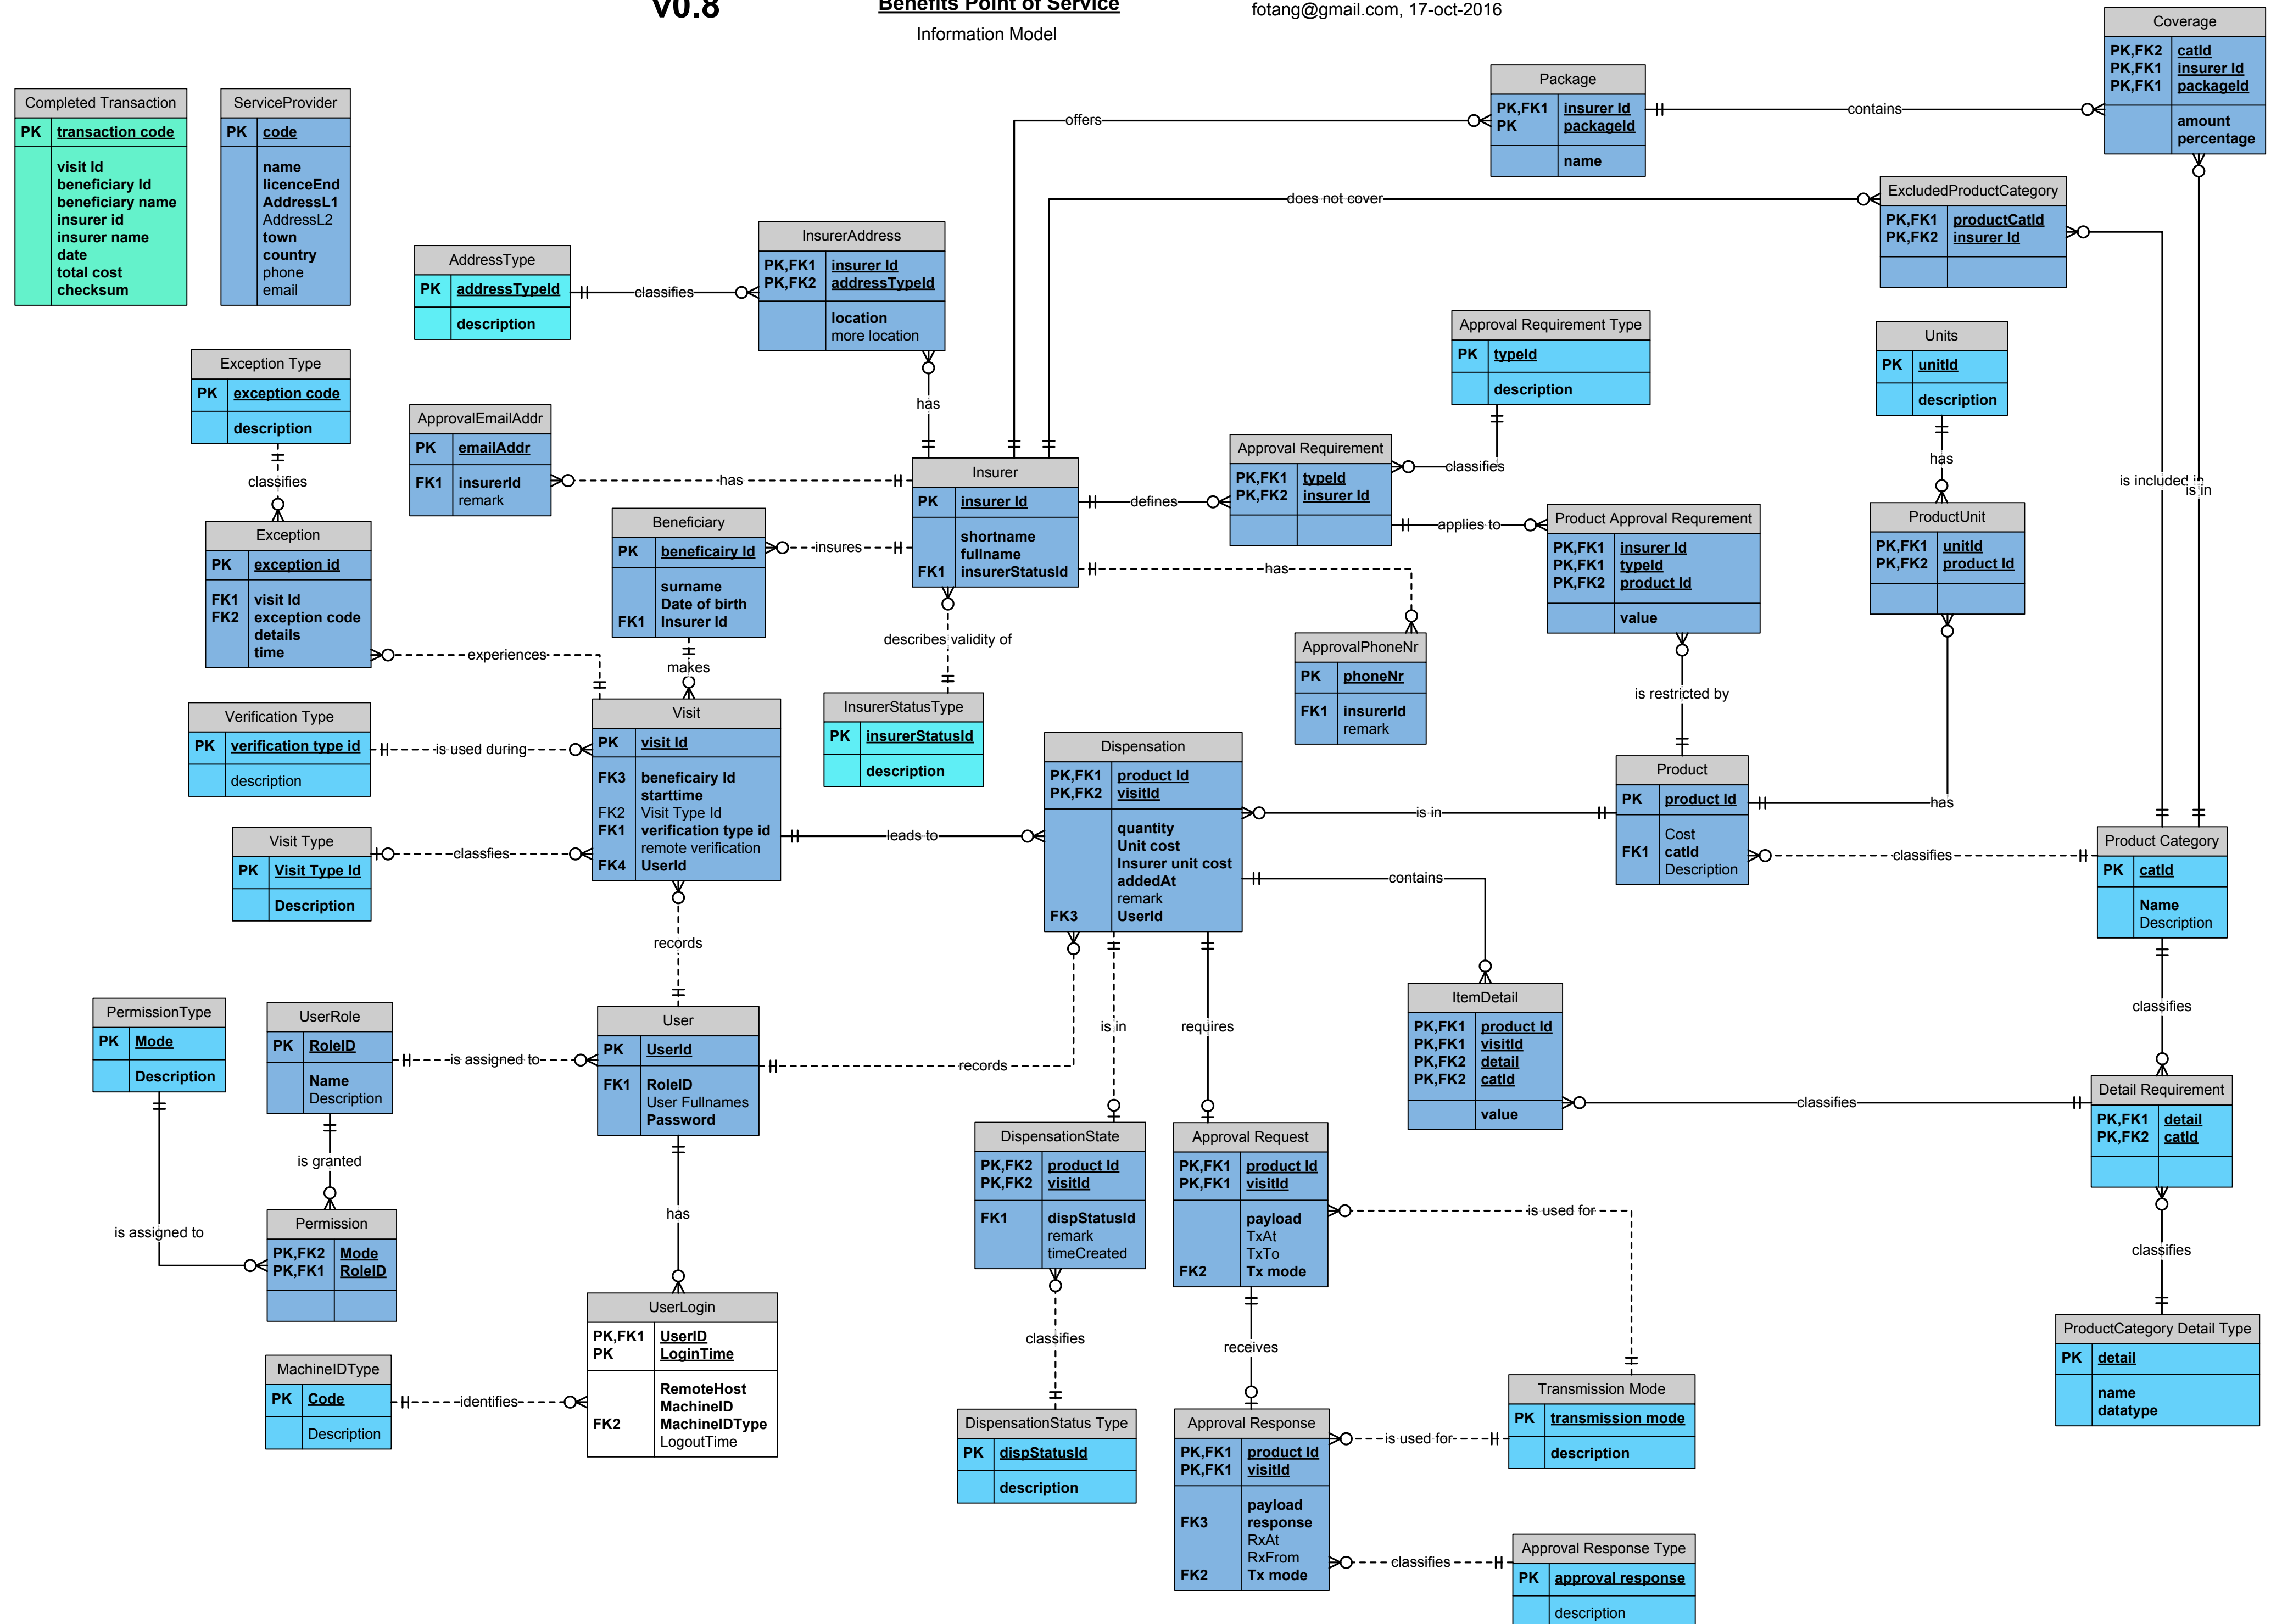 v0.8
Benefits Point of Service
Information Model
fotang@gmail.com, 17-oct-2016
Completed Transaction
PK transaction code
visit Id
beneficiary Id
beneficiary name
insurer id
insurer name
date
total cost
checksum
ServiceProvider
PK code
name
licenceEnd
AddressL1
AddressL2
town
country
phone
email
Package
PK,FK1 insurer Id
PK packageId
name
Coverage
PK,FK2 catId
PK,FK1 insurer Id
PK,FK1 packageId
amount
percentage
offers
contains
does not cover
ExcludedProductCategory
PK,FK1 productCatId
PK,FK2 insurer Id
InsurerAddress
PK,FK1 insurer Id
PK,FK2 addressTypeId
location
more location
AddressType
PK addressTypeId
description
classifies
has
Approval Requirement Type
PK typeId
description
Units
PK unitId
description
has
Exception Type
PK exception code
description
classifies
ApprovalEmailAddr
PK emailAddr
FK1 insurerId
remark
has
Insurer
PK insurer Id
shortname
fullname
FK1 insurerStatusId
defines
Approval Requirement
PK,FK1 typeId
PK,FK2 insurer Id
classifies
applies to
Product Approval Requrement
PK,FK1 insurer Id
PK,FK1 typeId
PK,FK2 product Id
value
ProductUnit
PK,FK1 unitId
PK,FK2 product Id
is included in
is in
Exception
PK exception id
FK1 visit Id
FK2 exception code
details
time
experiences
Beneficiary
PK beneficairy Id
surname
Date of birth
FK1 Insurer Id
insures
makes
has
describes validity of
ApprovalPhoneNr
PK phoneNr
FK1 insurerId
remark
is restricted by
Verification Type
PK verification type id
description
is used during
Visit
PK visit Id
FK3 beneficairy Id
starttime
FK2 Visit Type Id
FK1 verification type id
remote verification
FK4 UserId
InsurerStatusType
PK insurerStatusId
description
Visit Type
PK Visit Type Id
Description
classfies
leads to
Dispensation
PK,FK1 product Id
PK,FK2 visitId
quantity
Unit cost
Insurer unit cost
addedAt
remark
FK3 UserId
is in
Product
PK product Id
Cost
FK1 catId
Description
has
classifies
Product Category
PK catId
Name
Description
contains
records
classifies
PermissionType
PK Mode
Description
UserRole
PK RoleID
Name
Description
is assigned to
User
PK UserId
FK1 RoleID
User Fullnames
Password
records
is in
requires
ItemDetail
PK,FK1 product Id
PK,FK1 visitId
PK,FK2 detail
PK,FK2 catId
value
classifies
Detail Requirement
PK,FK1 detail
PK,FK2 catId
is granted
is assigned to
Permission
PK,FK2 Mode
PK,FK1 RoleID
has
DispensationState
PK,FK2 product Id
PK,FK2 visitId
FK1 dispStatusId
remark
timeCreated
Approval Request
PK,FK1 product Id
PK,FK1 visitId
payload
TxAt
TxTo
FK2 Tx mode
is used for
classifies
UserLogin
PK,FK1 UserID
PK LoginTime
RemoteHost
MachineID
FK2 MachineIDType
LogoutTime
MachineIDType
PK Code
Description
identifies
classifies
receives
ProductCategory Detail Type
PK detail
name
datatype
DispensationStatus Type
PK dispStatusId
description
Approval Response
PK,FK1 product Id
PK,FK1 visitId
payload
FK3 response
RxAt
RxFrom
FK2 Tx mode
is used for
Transmission Mode
PK transmission mode
description
classifies
Approval Response Type
PK approval response
description